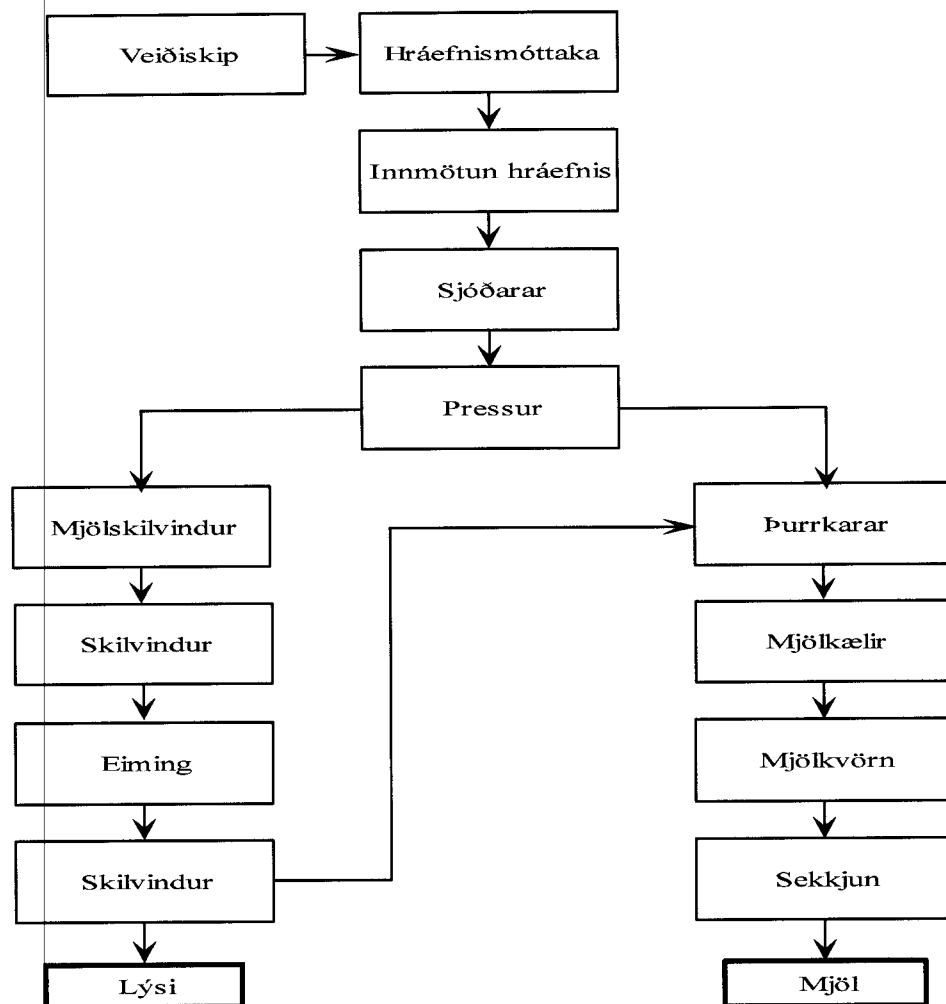 Veiðiskip
Hráefnismóttaka
Innmötun hráefnis
Sjóðarar
Pressur
Mjölskilvindur
Þurrkarar
Skilvindur
Mjölkælir
Eiming
Mjölkvörn
Skilvindur
Sekkjun
Lýsi
Mjöl